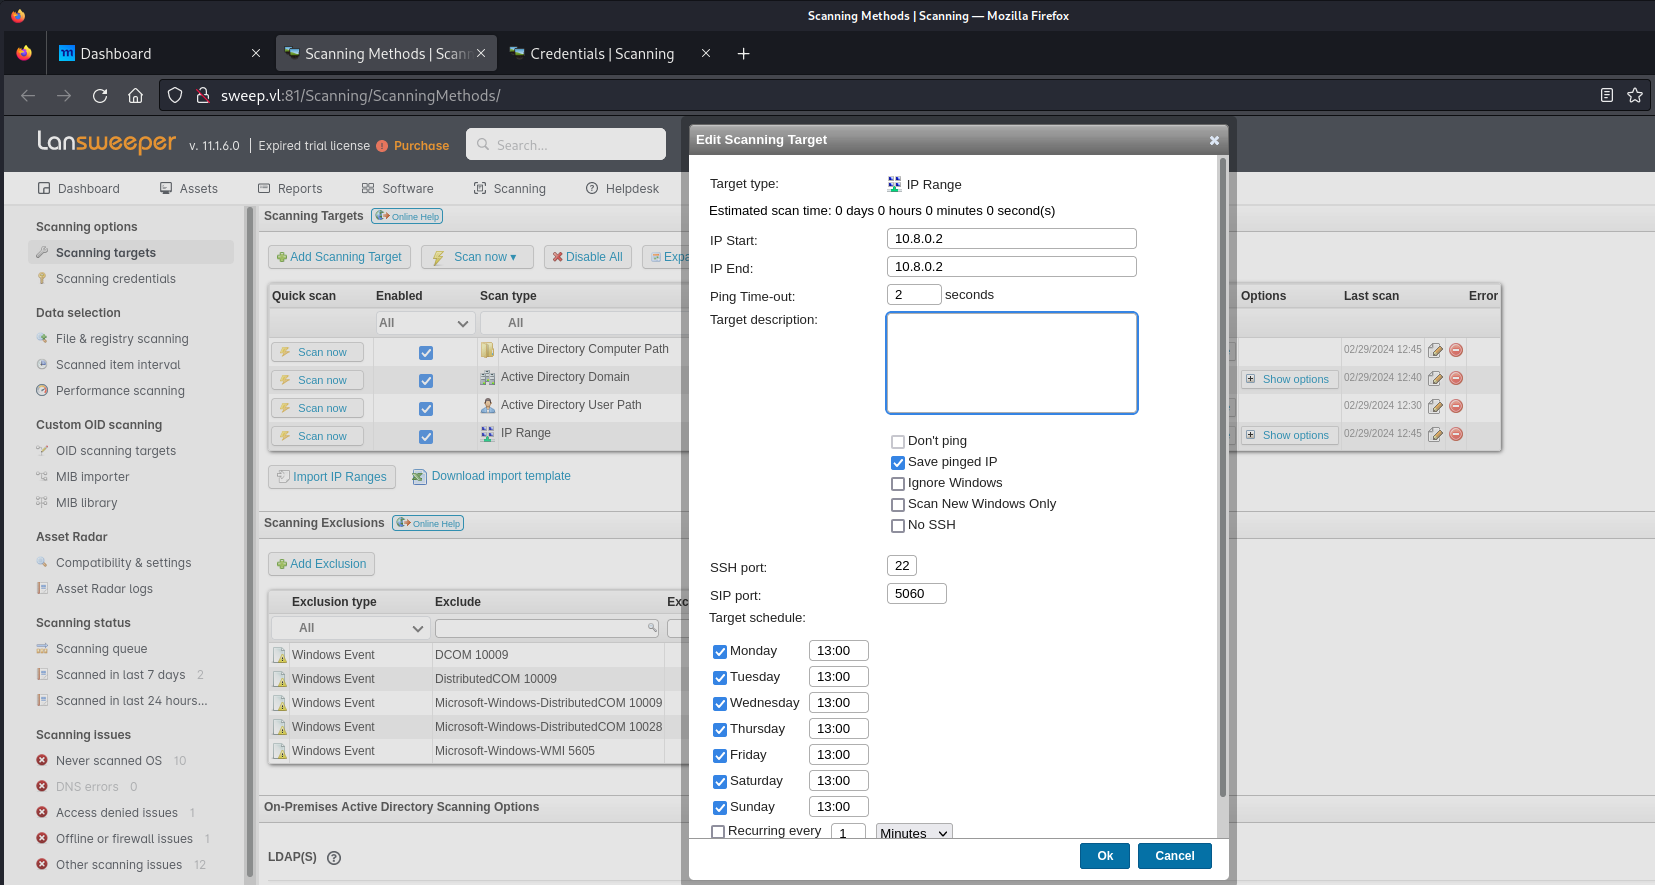 Scanning Methods | Scanning — Mozilla Firefox
Dashboard
Scanning Methods | Scann
Credentials | Scanning
sweep.vl:81/Scanning/ScanningMethods/
Lansweeper v. 11.1.6.0 | Expired trial license Purchase Search...
Dashboard Assets Reports Software Scanning Helpdesk
Scanning options
Scanning targets
Scanning credentials
Data selection
File & registry scanning
Scanned item interval
Performance scanning
Custom OID scanning
OID scanning targets
MIB importer
MIB library
Asset Radar
Compatibility & settings
Asset Radar logs
Scanning status
Scanning queue
Scanned in last 7 days 2
Scanned in last 24 hours...
Scanning issues
Never scanned OS 10
DNS errors 0
Access denied issues 1
Offline or firewall issues 1
Other scanning issues 12
Scanning Targets Online Help
Add Scanning Target Scan now Disable All Expa
Quick scan Enabled Scan type Options Last scan Error
All All
Scan now Active Directory Computer Path 02/29/2024 12:45
Scan now Active Directory Domain Show options 02/29/2024 12:40
Scan now Active Directory User Path 02/29/2024 12:30
Scan now IP Range Show options 02/29/2024 12:45
Import IP Ranges Download import template
Scanning Exclusions Online Help
Add Exclusion
Exclusion type Exclude Exc
All
Windows Event DCOM 10009
Windows Event DistributedCOM 10009
Windows Event Microsoft-Windows-DistributedCOM 10009
Windows Event Microsoft-Windows-DistributedCOM 10028
Windows Event Microsoft-Windows-WMI 5605
On-Premises Active Directory Scanning Options
LDAP(S) ?
Edit Scanning Target
Target type: IP Range
Estimated scan time: 0 days 0 hours 0 minutes 0 second(s)
IP Start: 10.8.0.2
IP End: 10.8.0.2
Ping Time-out: 2 seconds
Target description:
Don't ping
Save pinged IP
Ignore Windows
Scan New Windows Only
No SSH
SSH port: 22
SIP port: 5060
Target schedule:
Monday 13:00
Tuesday 13:00
Wednesday 13:00
Thursday 13:00
Friday 13:00
Saturday 13:00
Sunday 13:00
Recurring every 1 Minutes
Ok Cancel